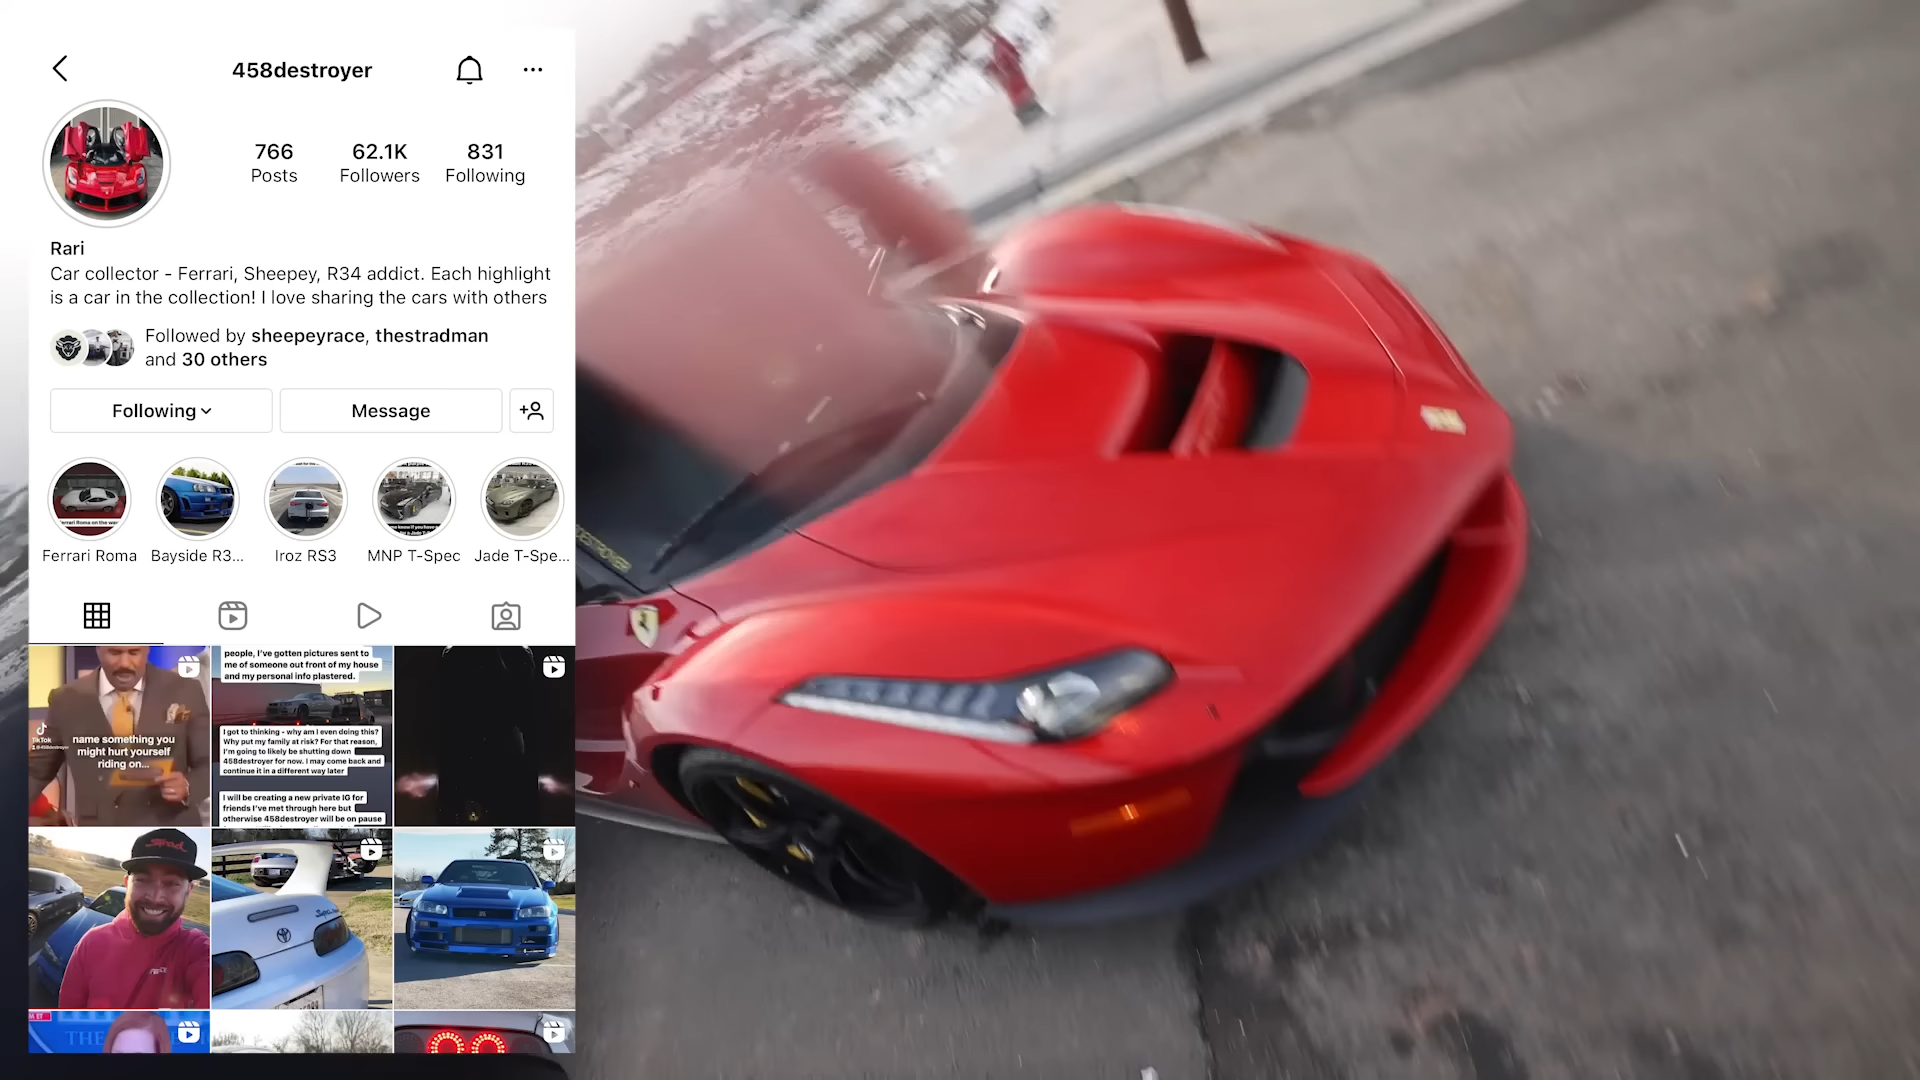 458destroyer
766
Posts
62.1K
Followers
831
Following
Rari
Car collector - Ferrari, Sheepey, R34 addict. Each highlight
is a car in the collection! I love sharing the cars with others
Followed by sheepeyrace, thestradman
and 30 others
Following
Message
Ferrari Roma
Bayside R3...
Iroz RS3
MNP T-Spec
Jade T-Spe...
TikTok
name something you
might hurt yourself
riding on...
people, I've gotten pictures sent to
me of someone out front of my house
and my personal info plastered.
I got to thinking - why am I even doing this?
Why put my family at risk? For that reason,
I'm going to likely be shutting down
458destroyer for now. I may come back and
continue it in a different way later
I will be creating a new private IG for
friends I've met through here but
otherwise 458destroyer will be on pause
THE